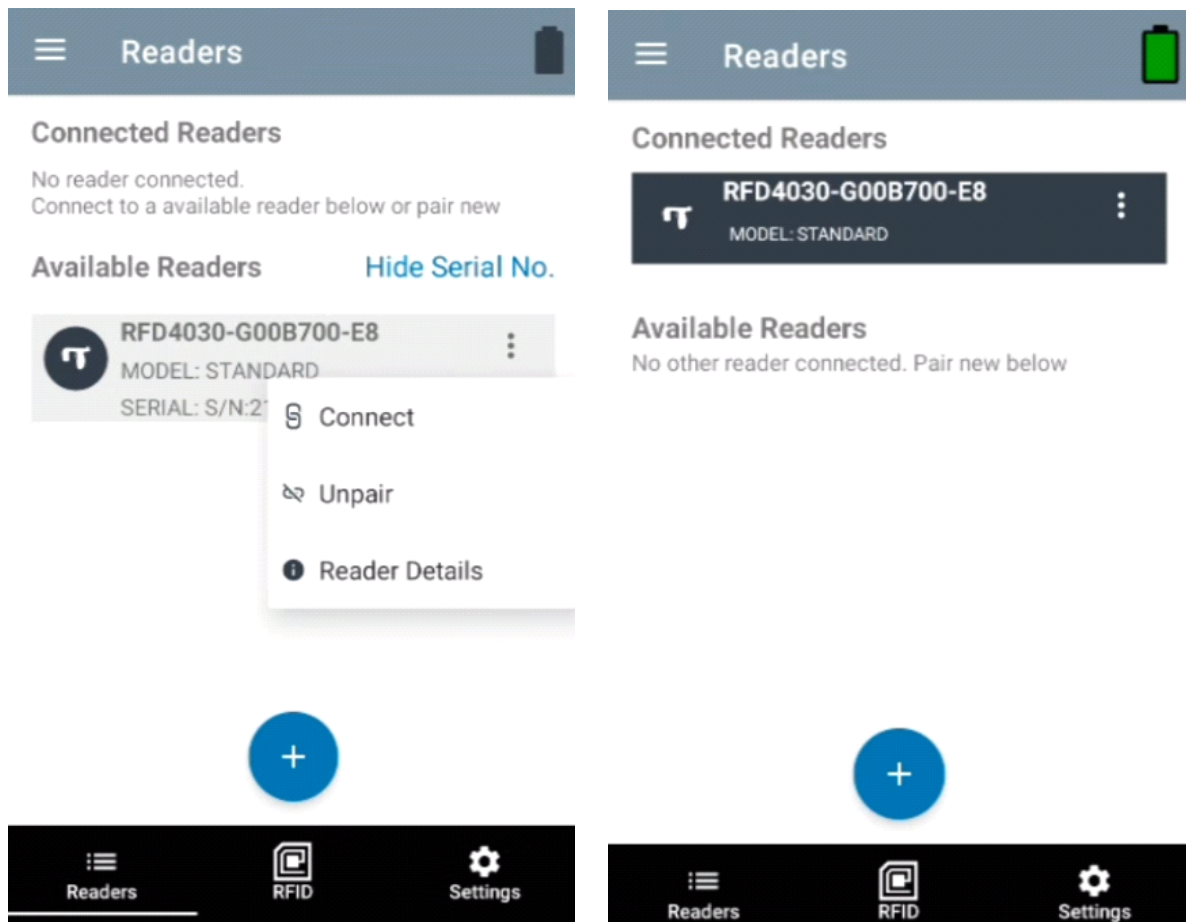 Readers
Connected Readers
No reader connected.
Connect to a available reader below or pair new
Available Readers
Hide Serial No.
RFD4030-G00B700-E8
MODEL: STANDARD
SERIAL: S/N:2
Connect
Unpair
Reader Details
+
Readers
RFID
Settings
Readers
Connected Readers
RFD4030-G00B700-E8
MODEL: STANDARD
Available Readers
No other reader connected. Pair new below
+
Readers
RFID
Settings